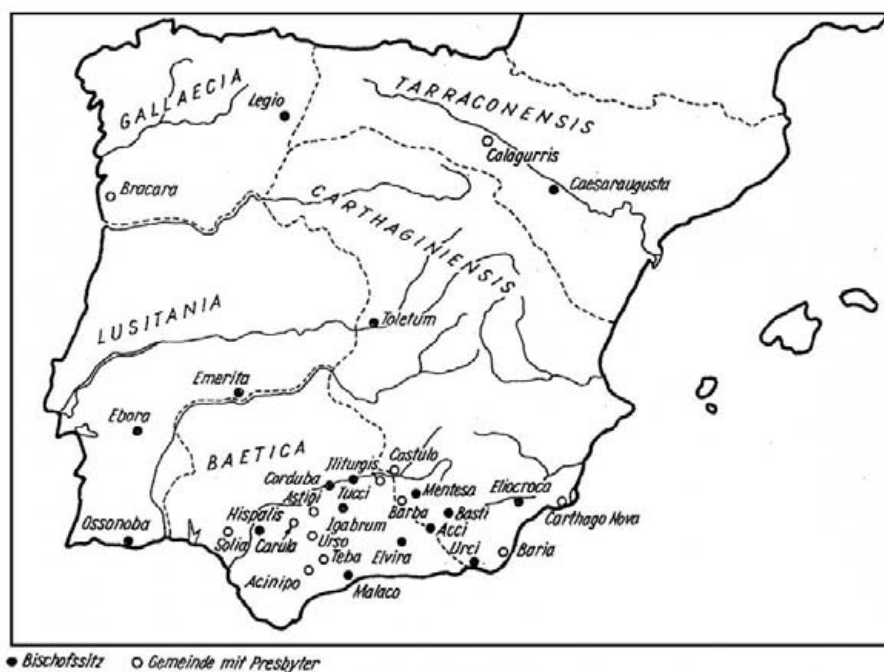 GALLAECIA
Legio
Bracara
TARRACONENSIS
Calagurris
Caesaraugusta
CARTHAGINIENSIS
LUSITANIA
Toletum
Emerita
Ebora
BAETICA
Castulo
Jliturgis
Corduba
Mentesa
Astigi
Tucci
Barba
Eliocroca
Basti
Carthago Nova
Hispalis
Jgabrum
Acci
Ossonoba
Solia
Carula
Urso
Elvira
Urci
Baria
Teba
Acinipo
Malaco
● Bischofssitz ○ Gemeinde mit Presbyter